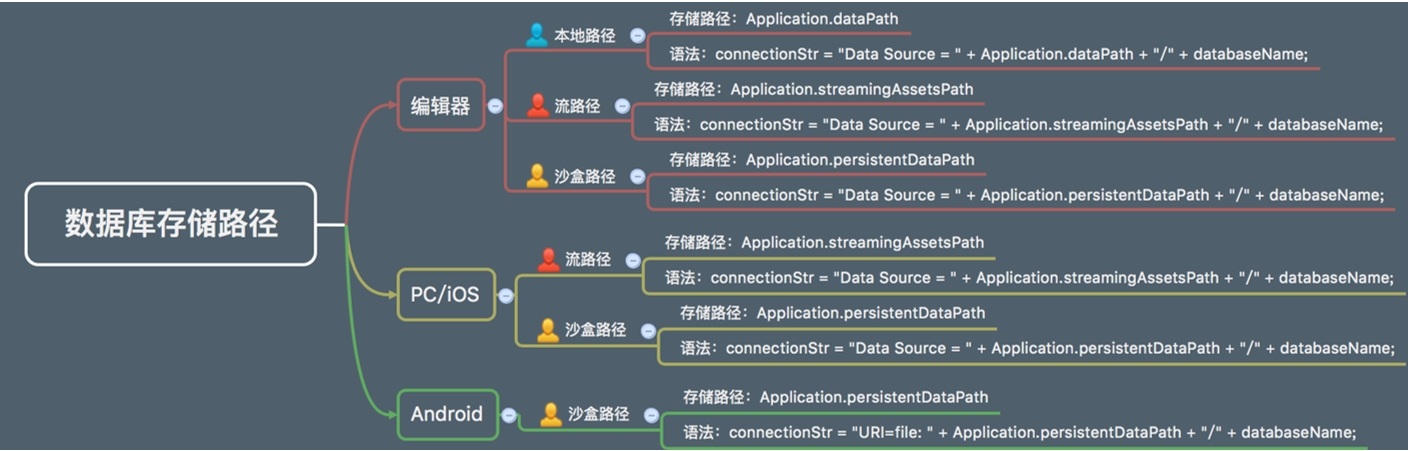 数据库存储路径
编辑器
本地路径
存储路径：Application.dataPath
语法：connectionStr = "Data Source = " + Application.dataPath + "/" + databaseName;
流路径
存储路径：Application.streamingAssetsPath
语法：connectionStr = "Data Source = " + Application.streamingAssetsPath + "/" + databaseName;
沙盒路径
存储路径：Application.persistentDataPath
语法：connectionStr = "Data Source = " + Application.persistentDataPath + "/" + databaseName;
PC/iOS
流路径
存储路径：Application.streamingAssetsPath
语法：connectionStr = "Data Source = " + Application.streamingAssetsPath + "/" + databaseName;
沙盒路径
存储路径：Application.persistentDataPath
语法：connectionStr = "Data Source = " + Application.persistentDataPath + "/" + databaseName;
Android
沙盒路径
存储路径：Application.persistentDataPath
语法：connectionStr = "URI=file: " + Application.persistentDataPath + "/" + databaseName;